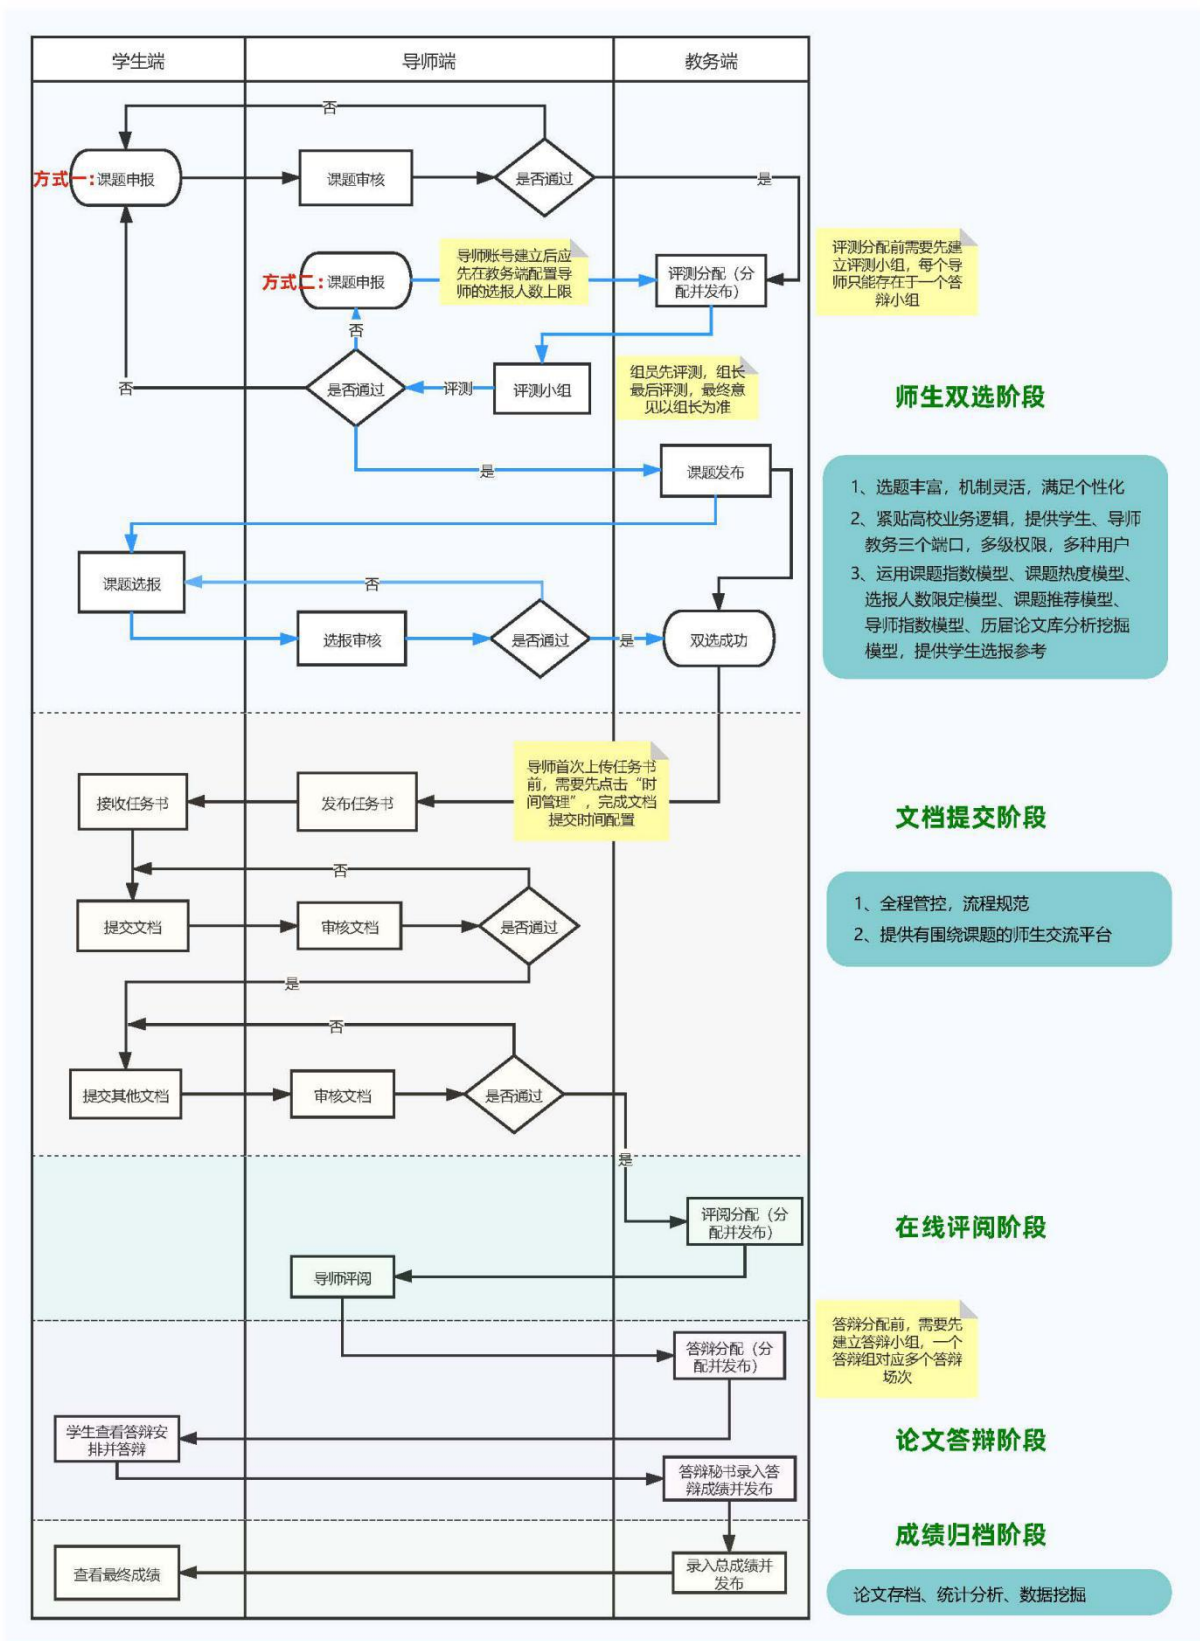 学生端
导师端
教务端
否
方式一:
课题申报
课题审核
是否通过
是
方式二:
课题申报
导师账号建立后应
先在教务端配置导
师的选报人数上限
评测分配（分
配并发布）
评测分配前需要先建
立评测小组，每个导
师只能存在于一个答
辩小组
否
否
是否通过
评测
评测小组
组员先评测，组长
最后评测，最终意
见以组长为准
师生双选阶段
是
课题发布
1、选题丰富，机制灵活，满足个性化
2、紧贴高校业务逻辑，提供学生、导师
教务三个端口，多级权限，多种用户
3、运用课题指数模型、课题热度模型、
选报人数限定模型、课题推荐模型、
导师指数模型、历届论文库分析挖掘
模型，提供学生选报参考
课题选报
否
选报审核
是否通过
是
双选成功
导师首次上传任务书
前，需要先点击“时
间管理”，完成文档
提交时间配置
接收任务书
发布任务书
文档提交阶段
否
提交文档
审核文档
是否通过
1、全程管控，流程规范
2、提供有围绕课题的师生交流平台
是
否
提交其他文档
审核文档
是否通过
是
评阅分配（分
配并发布）
在线评阅阶段
导师评阅
答辩分配（分
配并发布）
答辩分配前，需要先
建立答辩小组，一个
答辩组对应多个答辩
场次
学生查看答辩安
排并答辩
论文答辩阶段
答辩秘书录入答
辩成绩并发布
成绩归档阶段
查看最终成绩
录入总成绩并
发布
论文存档、统计分析、数据挖掘